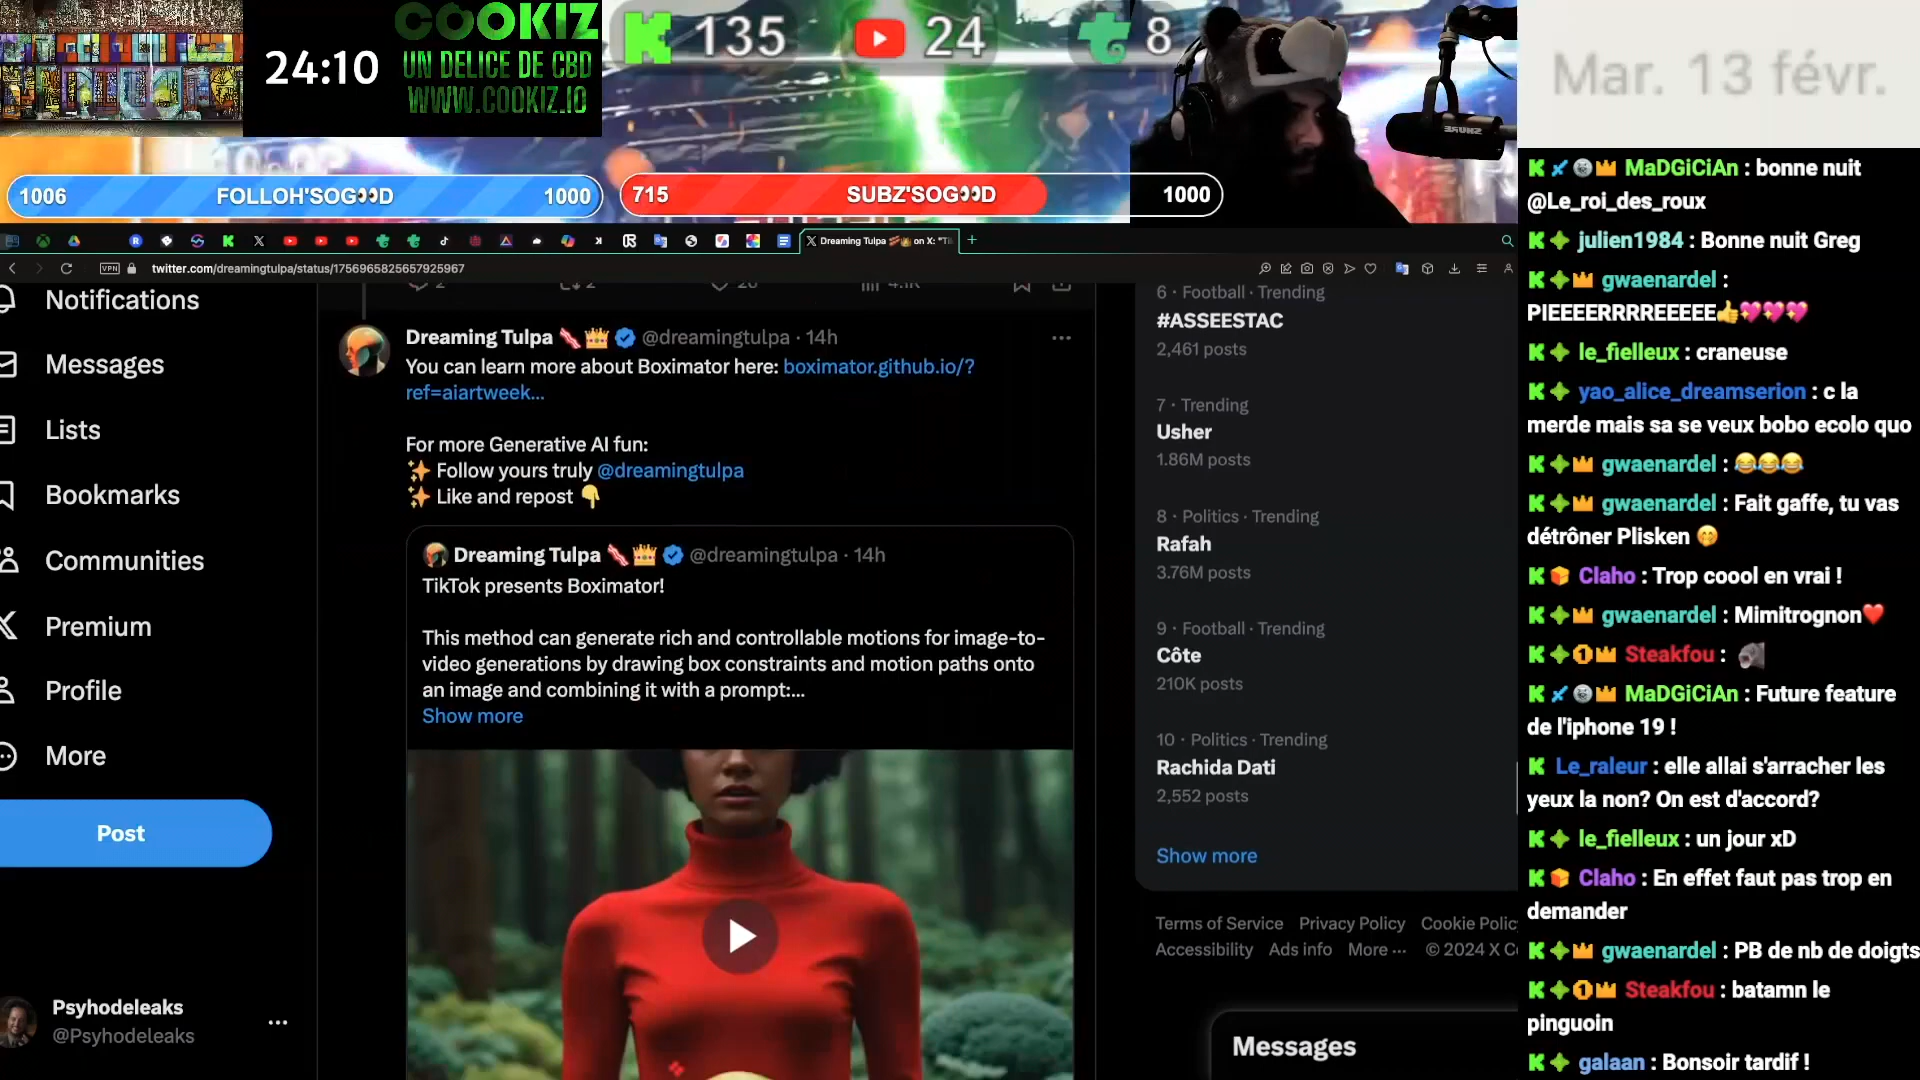 24:10
COOKIZ
UN DELICE DE CBD
WWW.COOKIZ.IO
135
24
8
Mar. 13 févr.
1006 FOLLOH'SOG👀D 1000
715 SUBZ'SOG👀D 1000
SHURE
Dreaming Tulpa 🥓👑 on X: "Ti
VPN twitter.com/dreamingtulpa/status/1756965825657925967
Notifications
Messages
Lists
Bookmarks
Communities
Premium
Profile
More
Post
Psyhodeleaks
@Psyhodeleaks
Dreaming Tulpa 🥓👑 @dreamingtulpa · 14h
You can learn more about Boximator here: boximator.github.io/?
ref=aiartweek...
For more Generative AI fun:
✨ Follow yours truly @dreamingtulpa
✨ Like and repost 👇
Dreaming Tulpa 🥓👑 @dreamingtulpa · 14h
TikTok presents Boximator!
This method can generate rich and controllable motions for image-to-
video generations by drawing box constraints and motion paths onto
an image and combining it with a prompt:...
Show more
6 · Football · Trending
#ASSEESTAC
2,461 posts
7 · Trending
Usher
1.86M posts
8 · Politics · Trending
Rafah
3.76M posts
9 · Football · Trending
Côte
210K posts
10 · Politics · Trending
Rachida Dati
2,552 posts
Show more
Terms of Service Privacy Policy Cookie Polic
Accessibility Ads info More ··· © 2024 X C
Messages
MaDGiCiAn : bonne nuit
@Le_roi_des_roux
julien1984 : Bonne nuit Greg
gwaenardel :
PIEEEERRRREEEEE👍💖💖💖
le_fielleux : craneuse
yao_alice_dreamserion : c la
merde mais sa se veux bobo ecolo quo
gwaenardel : 😂😂😂
gwaenardel : Fait gaffe, tu vas
détrôner Plisken 🤭
Claho : Trop coool en vrai !
gwaenardel : Mimitrognon❤️
Steakfou :
MaDGiCiAn : Future feature
de l'iphone 19 !
Le_raleur : elle allai s'arracher les
yeux la non? On est d'accord?
le_fielleux : un jour xD
Claho : En effet faut pas trop en
demander
gwaenardel : PB de nb de doigts
Steakfou : batamn le
pinguoin
galaan : Bonsoir tardif !